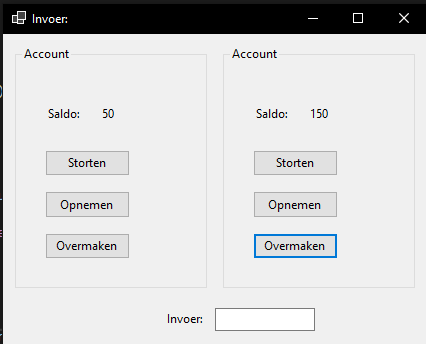 Invoer:
Account
Account
Saldo: 50
Saldo: 150
Storten
Storten
Opnemen
Opnemen
Overmaken
Overmaken
Invoer: